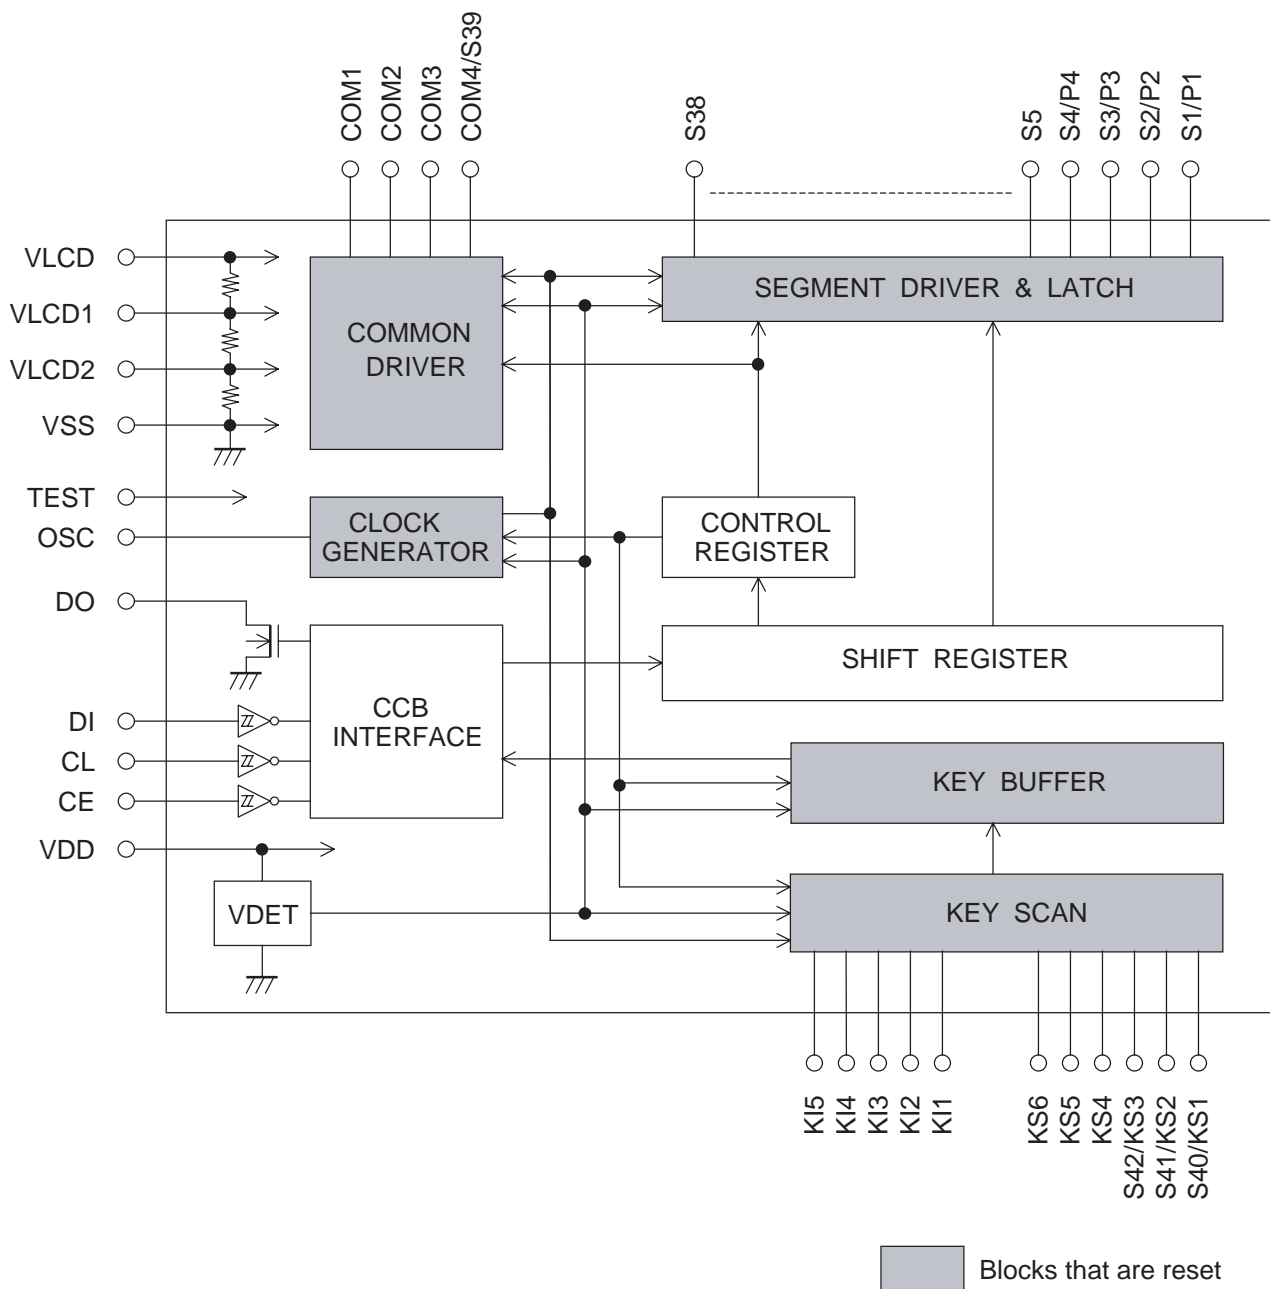 COM1
COM2
COM3
COM4/S39
S38
S5
S4/P4
S3/P3
S2/P2
S1/P1
VLCD
VLCD1
VLCD2
VSS
TEST
OSC
DO
DI
CL
CE
VDD
COMMON
DRIVER
SEGMENT DRIVER & LATCH
CLOCK
GENERATOR
CONTROL
REGISTER
SHIFT REGISTER
CCB
INTERFACE
KEY BUFFER
VDET
KEY SCAN
KI5
KI4
KI3
KI2
KI1
KS6
KS5
KS4
S42/KS3
S41/KS2
S40/KS1
Blocks that are reset